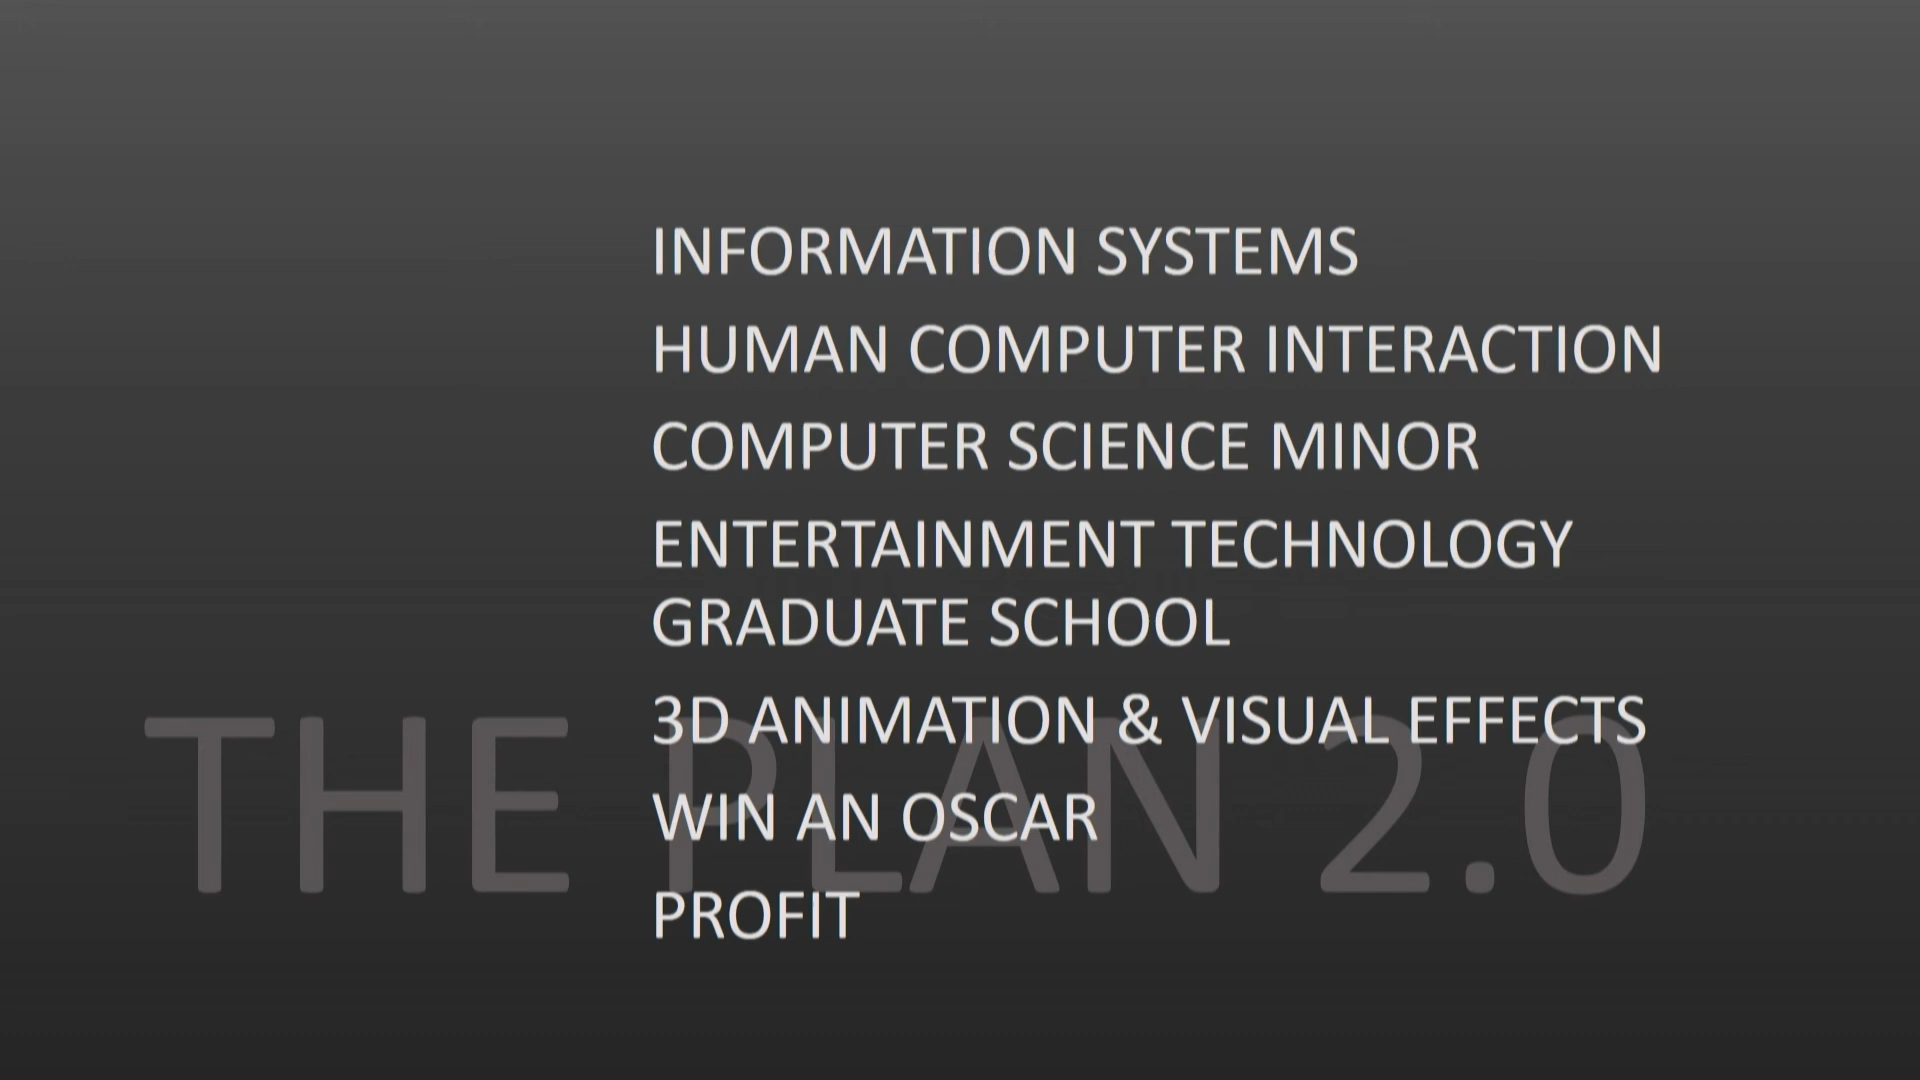 INFORMATION SYSTEMS
HUMAN COMPUTER INTERACTION
COMPUTER SCIENCE MINOR
ENTERTAINMENT TECHNOLOGY
GRADUATE SCHOOL
3D ANIMATION & VISUAL EFFECTS
WIN AN OSCAR
PROFIT
THE PLAN 2.0